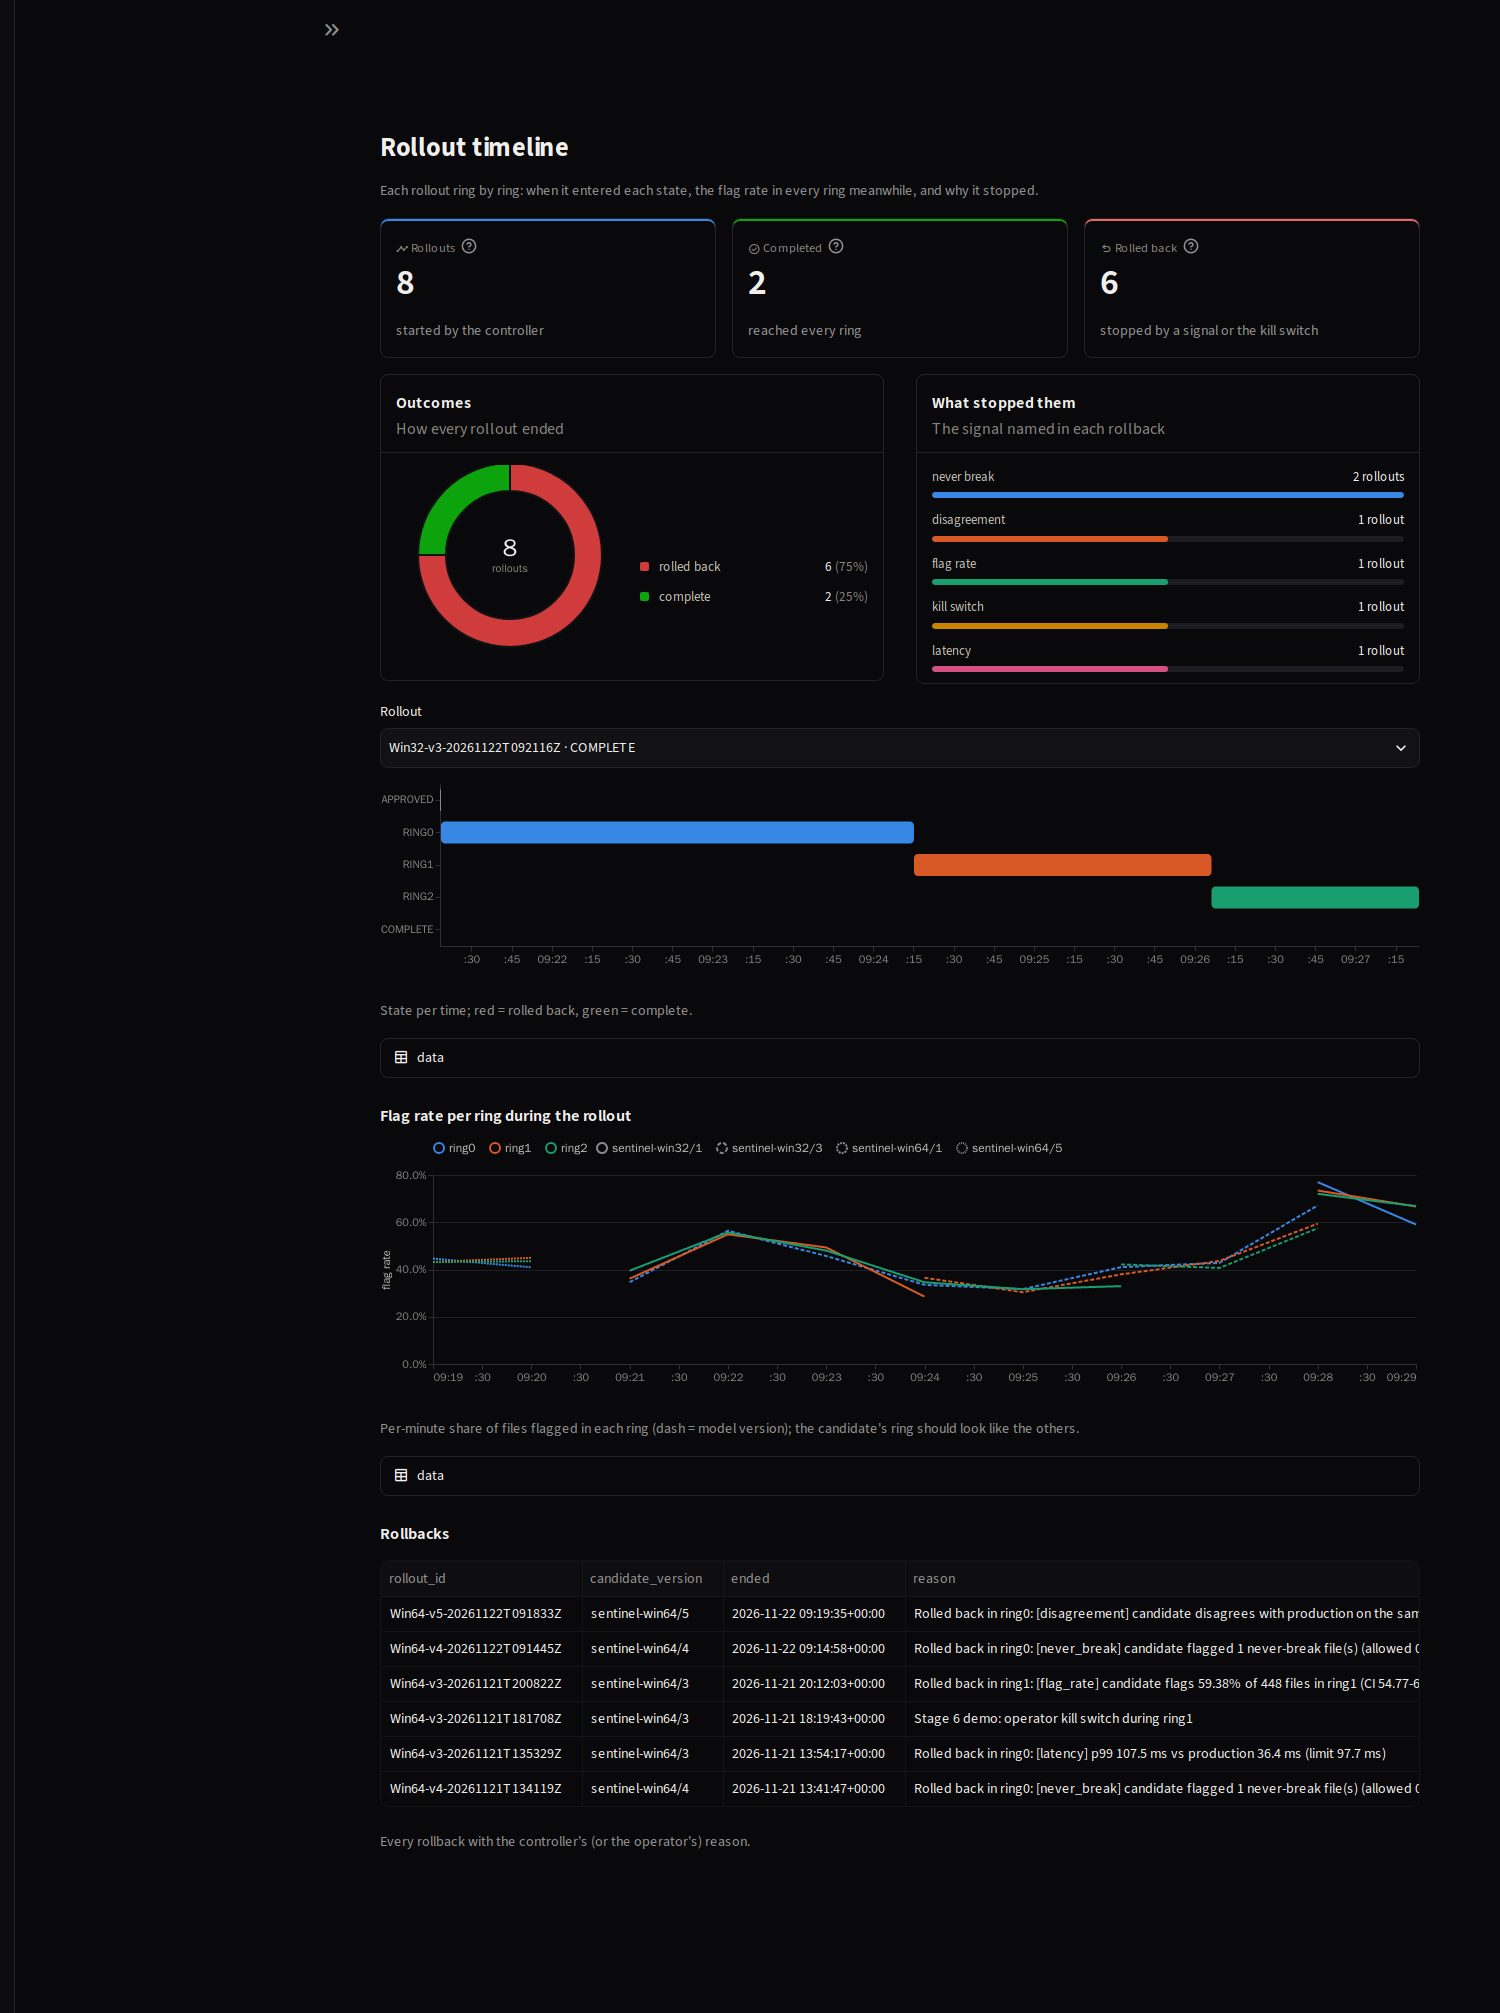 Rollout timeline
Each rollout ring by ring: when it entered each state, the flag rate in every ring meanwhile, and why it stopped.
Rollouts
8
started by the controller
Completed
2
reached every ring
Rolled back
6
stopped by a signal or the kill switch
Outcomes
How every rollout ended
8
rollouts
rolled back 6 (75%)
complete 2 (25%)
What stopped them
The signal named in each rollback
never break 2 rollouts
disagreement 1 rollout
flag rate 1 rollout
kill switch 1 rollout
latency 1 rollout
Rollout
Win32-v3-20261122T092116Z · COMPLETE
APPROVED
RING0
RING1
RING2
COMPLETE
:30 :45 09:22 :15 :30 :45 09:23 :15 :30 :45 09:24 :15 :30 :45 09:25 :15 :30 :45 09:26 :15 :30 :45 09:27 :15
State per time; red = rolled back, green = complete.
data
Flag rate per ring during the rollout
ring0 ring1 ring2 sentinel-win32/1 sentinel-win32/3 sentinel-win64/1 sentinel-win64/5
80.0%
60.0%
40.0%
20.0%
0.0%
flag rate
09:19 :30 09:20 :30 09:21 :30 09:22 :30 09:23 :30 09:24 :30 09:25 :30 09:26 :30 09:27 :30 09:28 :30 09:29
Per-minute share of files flagged in each ring (dash = model version); the candidate's ring should look like the others.
data
Rollbacks
rollout_id candidate_version ended reason
Win64-v5-20261122T091833Z sentinel-win64/5 2026-11-22 09:19:35+00:00 Rolled back in ring0: [disagreement] candidate disagrees with production on the sam
Win64-v4-20261122T091445Z sentinel-win64/4 2026-11-22 09:14:58+00:00 Rolled back in ring0: [never_break] candidate flagged 1 never-break file(s) (allowed 0
Win64-v3-20261121T200822Z sentinel-win64/3 2026-11-21 20:12:03+00:00 Rolled back in ring1: [flag_rate] candidate flags 59.38% of 448 files in ring1 (CI 54.77-6
Win64-v3-20261121T181708Z sentinel-win64/3 2026-11-21 18:19:43+00:00 Stage 6 demo: operator kill switch during ring1
Win64-v3-20261121T135329Z sentinel-win64/3 2026-11-21 13:54:17+00:00 Rolled back in ring0: [latency] p99 107.5 ms vs production 36.4 ms (limit 97.7 ms)
Win64-v4-20261121T134119Z sentinel-win64/4 2026-11-21 13:41:47+00:00 Rolled back in ring0: [never_break] candidate flagged 1 never-break file(s) (allowed 0
Every rollback with the controller's (or the operator's) reason.